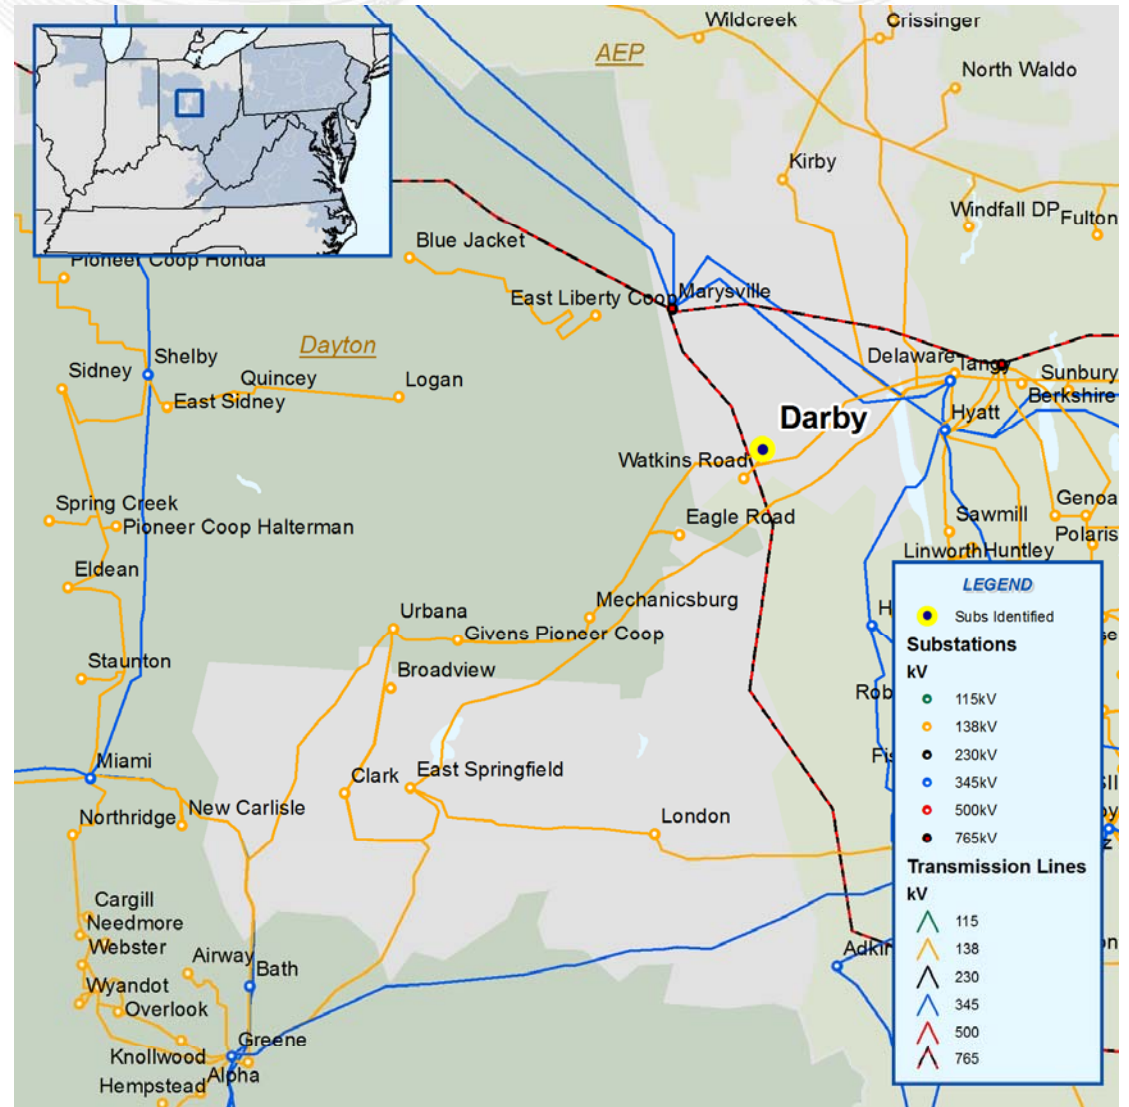 Wildcreek
Crissinger
AEP
North Waldo
Kirby
Windfall DP
Fulton
Blue Jacket
Pioneer Coop Honda
East Liberty Coop
Marysville
Dayton
Shelby
Delaware
Tangy
Sidney
Quincey
Logan
Sunbury
East Sidney
Berkshire
Darby
Hyatt
Watkins Road
Spring Creek
Pioneer Coop Halterman
Eagle Road
Sawmill
Genoa
Polaris
Linworth
Huntley
Eldean
Mechanicsburg
Urbana
Givens Pioneer Coop
Staunton
Broadview
Miami
Clark
East Springfield
Northridge
New Carlisle
London
Cargill
Needmore
Webster
Airway
Bath
Wyandot
Overlook
Greene
Knollwood
Alpha
Hempstead
LEGEND
Subs Identified
Substations
kV
115kV
138kV
230kV
345kV
500kV
765kV
Transmission Lines
kV
115
138
230
345
500
765